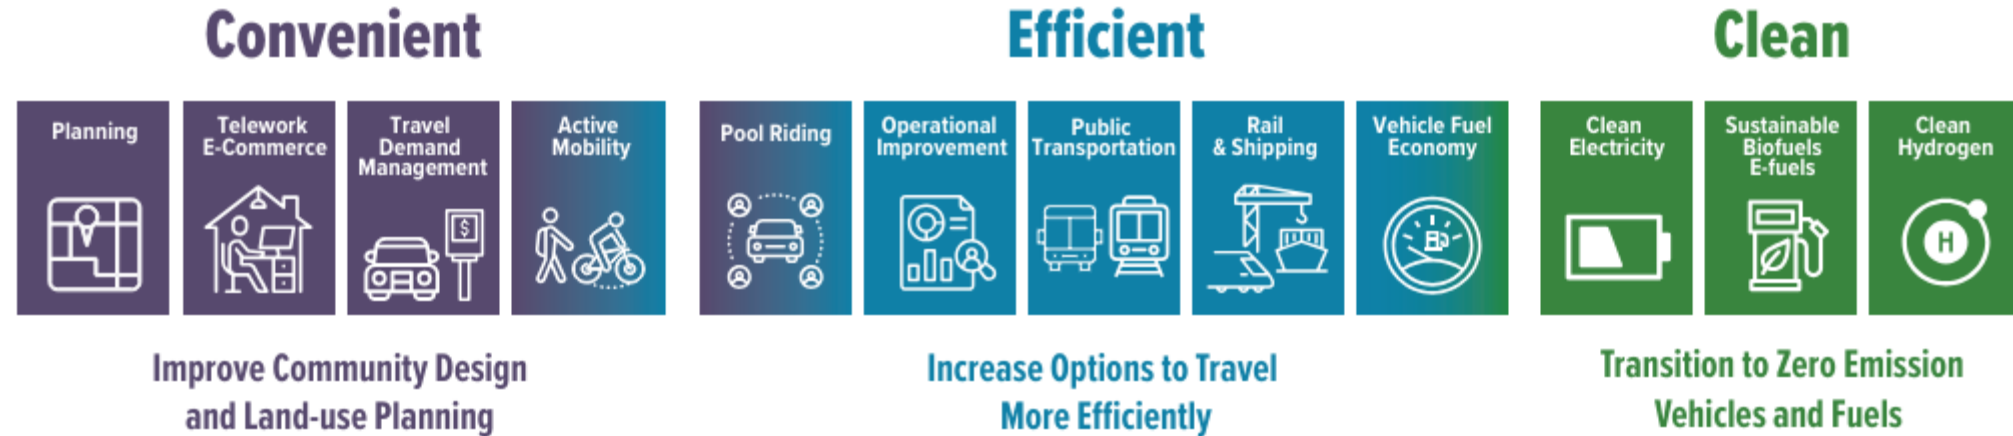 Convenient
Planning
Telework
E-Commerce
Travel
Demand
Management
$
Active
Mobility
Improve Community Design
and Land-use Planning
Efficient
Pool Riding
Operational
Improvement
Public
Transportation
Rail
& Shipping
Vehicle Fuel
Economy
Increase Options to Travel
More Efficiently
Clean
Clean
Electricity
Sustainable
Biofuels
E-fuels
Clean
Hydrogen
H
Transition to Zero Emission
Vehicles and Fuels